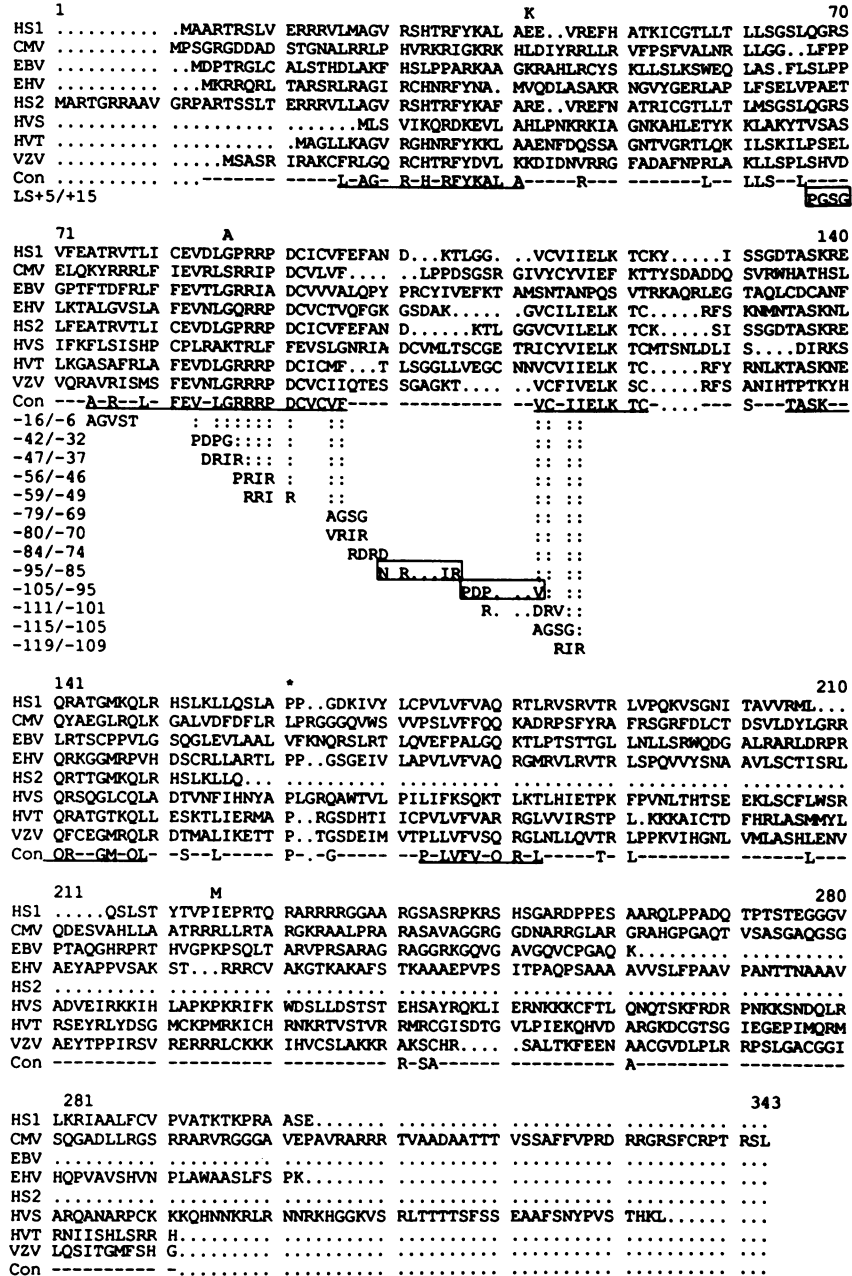 1 K 70
HS1 .......... ..MAARTRSLV ERRRVLMAGV RSHTRFYKAL AEE..VREFH ATKICGTLLT LLSGSLQGRS
CMV .......... MPSGRGDDAD STGNALRRLP HVRKRIGKRK HLDIYRRLLR VFPSFVALNR LLGG..LFPP
EBV .......... ..MDPTRGLC ALSTHDLAKF HSLPPARKAA GKRAHLRCYS KLLSLKSWEQ LAS.FLSLPP
EHV .......... ...MKRRQRL TARSRLRAGI RCHNRFYNA. MVQDLASAKR NGVYGERLAP LFSELVPAET
HS2 MARTGRRAAV GRPARTSSLT ERRRVLLAGV RSHTRFYKAF ARE..VREFN ATRICGTLLT LMSGSLQGRS
HVS .......... .......... .......MLS VIKQRDKEVL AHLPNKRKIA GNKAHLETYK KLAKYTVSAS
HVT .......... .......... ..MAGLLKAGV RGHNRFYKKL AAENFDQSSA GNTVGRTLQK ILSKILPSEL
VZV .......... .....MSASR IRAKCFRLGQ RCHTRFYDVL KKDIDNVRRG FADAFNPRLA KLLSPLSHVD
Con .......... ...------- -----L-AG- R-H-RFYKAL A-----R--- -------L-- LLS--L----
LS+5/+15 PGSG
71 A 140
HS1 VFEATRVTLI CEVDLGPRRP DCICVFEFAN D...KTLGG. .VCVIIELKT CKY.....I SSGDTASKRE
CMV ELQKYRRRLF IEVRLSRRIP DCVLVF.... .LPPDSGSRG IVYCYVIEFK TTYSDADDQ SVRWHATHSL
EBV GPTFTDFRLF FEVTLGRRIA DCVVVALQPY PRCYIVEFKT AMSNTANPQS VTRKAQRLEG TAQLCDCANF
EHV LKTALGVSLA FEVNLGQRRP DCVCTVQFGK GSDAK..... .GVCILIELK TC.....RFS KNMNTASKNL
HS2 LFEATRVTLI CEVDLGPRRP DCICVFEFAN D......KTL GGVCVIIELK TCK....SI SSGDTASKRE
HVS IFKFLSISHP CPLRAKTRLF FEVSLGNRIA DCVMLTSCGE TRICYVIELK TCMTSNLDLI S....DIRKS
HVT LKGASAFRLA FEVDLGRRRP DCICMF...T LSGGLLVEGC NNVCVIIELK TC.....RFY RNLKTASKNE
VZV VQRAVRISMS FEVNLGRRRP DCVCIIQTES SGAGKT.... .VCFIVELK SC.....RFS ANIHTPTKYH
Con ---A-R--L- FEV-LGRRRP DCVCVF---- ---------- --VC-IIELK TC-....--- S---TASK--
-16/-6 AGVST : :::::: : :: :: ::
-42/-32 PDPG:::: : :: :: ::
-47/-37 DRIR::: : :: :: ::
-56/-46 PRIR : :: :: ::
-59/-49 RRI R :: :: ::
-79/-69 AGSG :: ::
-80/-70 VRIR :: ::
-84/-74 RDRD :: ::
-95/-85 N R...IR :: ::
-105/-95 PDP....V: ::
-111/-101 R. ..DRV::
-115/-105 AGSG:
-119/-109 RIR
141 * 210
HS1 QRATGMKQLR HSLKLLQSLA PP..GDKIVY LCPVLVFVAQ RTLRVSRVTR LVPQKVSGNI TAVVRML...
CMV QYAEGLRQLK GALVDFDFLR LPRGGGQVWS VVPSLVFFQQ KADRPSFYRA FRSGRFDLCT DSVLDYLGRR
EBV LRTSCPPVLG SQGLEVLAAL VFKNQRSLRT LQVEFPALGQ KTLPTSTTGL LNLLSRWQDG ALRARLDRPR
EHV QRKGGMRPVH DSCRLLARTL PP..GSGEIV LAPVLVFVAQ RGMRVLRVTR LSPQVVYSNA AVLSCTISRL
HS2 QRTTGMKQLR HSLKLLQ... .......... .......... .......... .......... ..........
HVS QRSQGLCQLA DTVNFIHNYA PLGRQAWTVL PILIFKSQKT LKTLHIETPK FPVNLTHTSE EKLSCFLWSR
HVT QRATGTKQLL ESKTLIERMA P..RGSDHTI ICPVLVFVAR RGLVVIRSTP L.KKKAICTD FHRLASMMYL
VZV QFCEGMRQLR DTMALIKETT P..TGSDEIM VTPLLVFVSQ RGLNLLQVTR LPPKVIHGNL VMLASHLENV
Con QR--GM-QL- -S--L----- P-.-G----- --P-LVFV-Q R-L-----T- L--------- ------L---
211 M 280
HS1 .....QSLST YTVPIEPRTQ RARRRRGGAA RGSASRPKRS HSGARDPPES AARQLPPADQ TPTSTEGGGV
CMV QDESVAHLLA ATRRLLRTA RGKRAALPRA RASAVAGGRG GDNARRGLAR GRAHGPGAQT VSASGAQGSG
EBV PTAQGHRPRT HVGPKPSQLT ARVPRSARAG RAGGRKGQVG AVGQVCPGAQ K......... ..........
EHV AEYAPPVSAK ST...RRRCV AKGTKAKAFS TKAAAEPVPS ITPAQPSAAA AVVSLFPAAV PANTTNAAAV
HS2 .......... .......... .......... .......... .......... .......... ..........
HVS ADVEIRKKIH LAPKPKRIFK WDSLLDSTST EHSAYRQKLI ERNKKKCFTL QNQTSKFRDR PNKKSNDQLR
HVT RSEYRLYDSG MCKPMRKICH RNKRTVSTVR RMRCGISDTG VLPIEKQHVD ARGKDCGTSG IEGEPIMQRM
VZV AEYTPPIRSV RERRRLCKKK IHVCSLAKKR AKSCHR.... .SALTKFEEN AACGVDLPLR RPSLGACGGI
Con ---------- ---------- ---------- R-SA------ ---------- A--------- ----------
281 343
HS1 LKRIAALFCV PVATKTKPRA ASE....... .......... .......... .......... ...
CMV SQGADLLRGS RRARVRGGGA VEPAVRARRR TVAADAATTT VSSAFFVPRD RRGRSFCRPT RSL
EBV .......... .......... .......... .......... .......... .......... ...
EHV HQPVAVSHVN PLAWAASLFS PK........ .......... .......... .......... ...
HS2 .......... .......... .......... .......... .......... .......... ...
HVS ARQANARPCK KKQHNNKRLR NNRKHGGKVS RLTTTTSFSS EAAFSNYPVS THKL...... ...
HVT RNIISHLSRR H......... .......... .......... .......... .......... ...
VZV LQSITGMFSH G......... .......... .......... .......... .......... ...
Con ---------- -......... .......... .......... .......... .......... ...